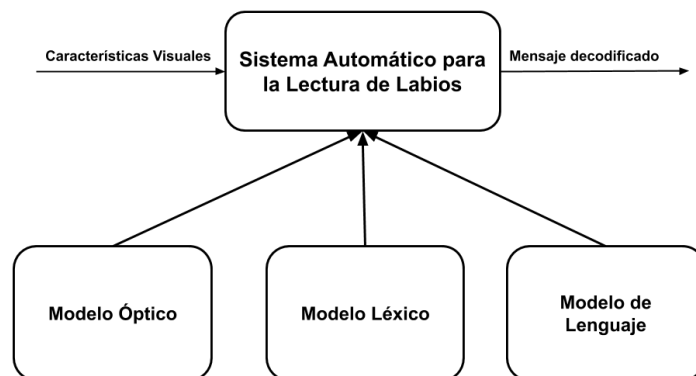 Características Visuales
Sistema Automático para
la Lectura de Labios
Mensaje decodificado
Modelo Óptico
Modelo Léxico
Modelo de
Lenguaje